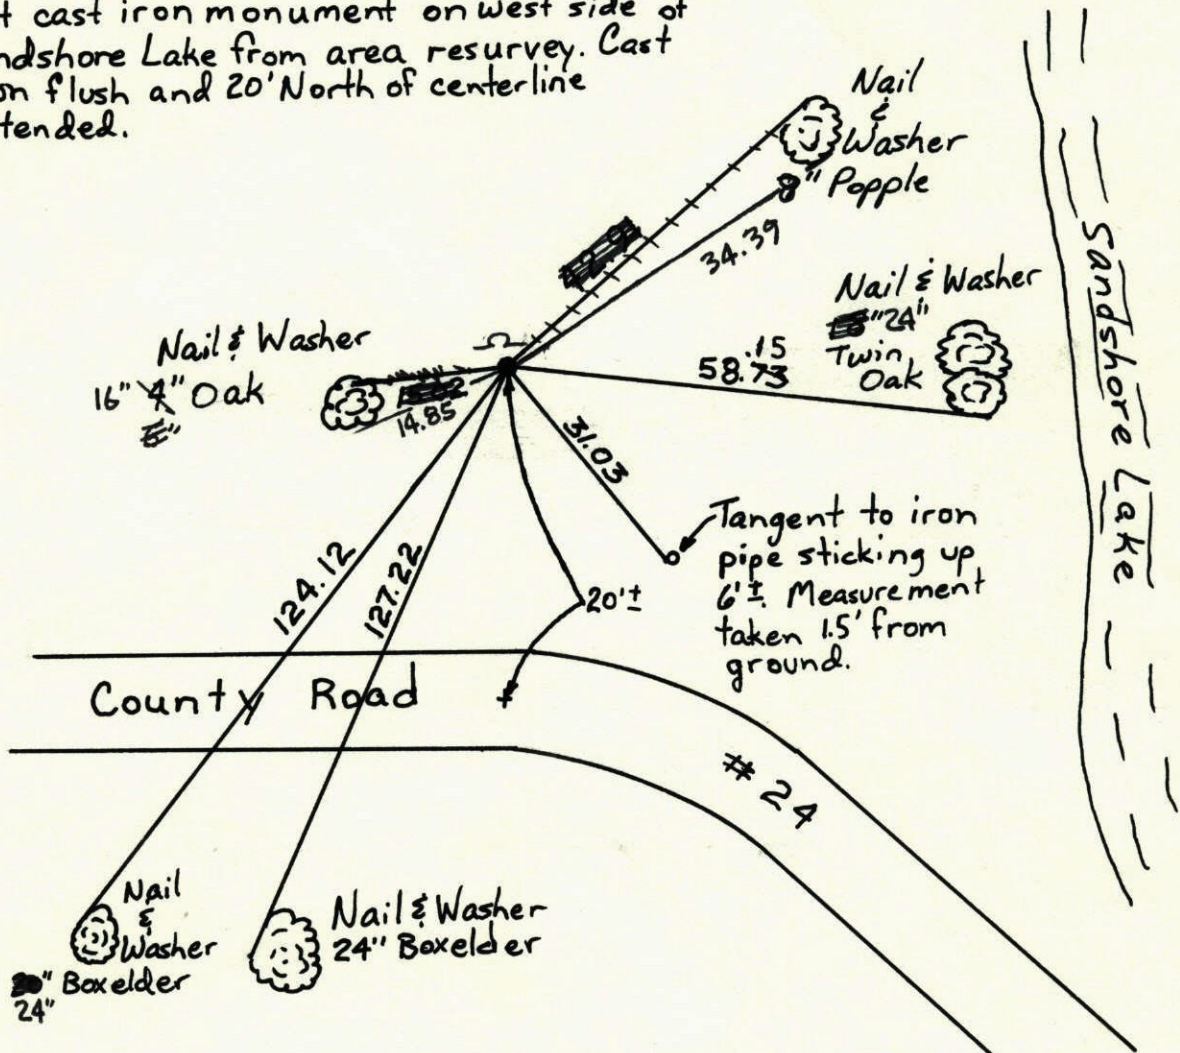 t cast iron monument on west side of
ndshore Lake from area resurvey. Cast
on flush and 20' North of centerline
tended.
Nail
&
Washer
8" Popple
34.39
Nail & Washer
"24"
Twin
Oak
58.73
.15
Nail & Washer
16" 4" Oak
5"
14.85
31.03
Tangent to iron
pipe sticking up
6'±. Measurement
taken 1.5' from
ground.
20'±
124.12
127.22
County Road
# 24
Sandshore Lake
Nail
&
Washer
20" Boxelder
24"
Nail & Washer
24" Boxelder